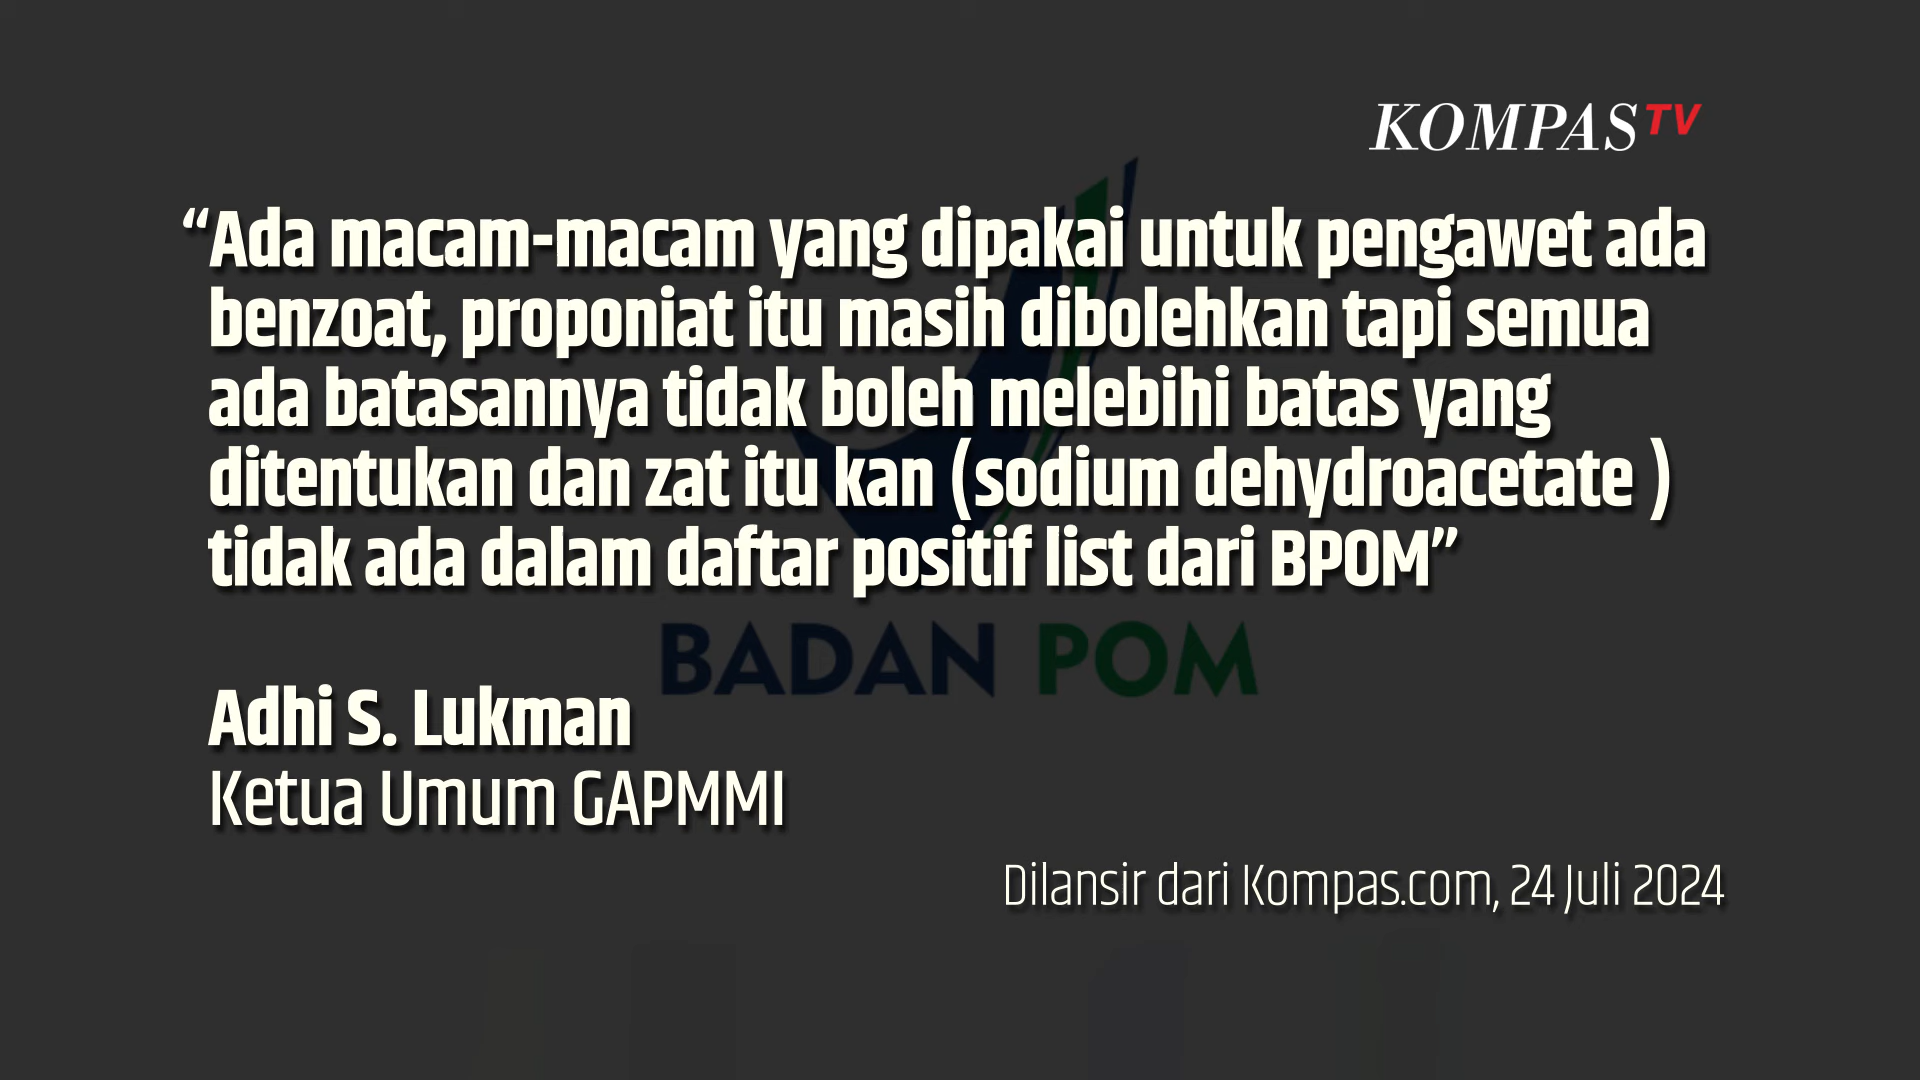 KOMPAS TV
“Ada macam-macam yang dipakai untuk pengawet ada
benzoat, proponiat itu masih dibolehkan tapi semua
ada batasannya tidak boleh melebihi batas yang
ditentukan dan zat itu kan (sodium dehydroacetate )
tidak ada dalam daftar positif list dari BPOM”
BADAN POM
Adhi S. Lukman
Ketua Umum GAPMMI
Dilansir dari Kompas.com, 24 Juli 2024